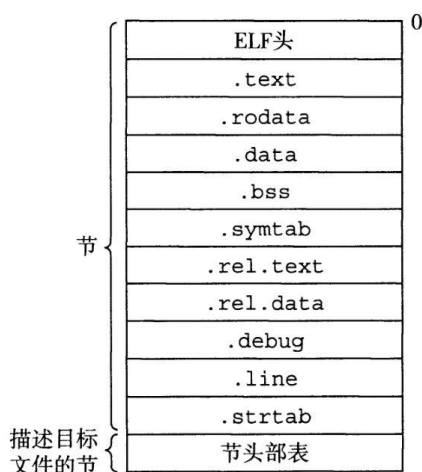 0
ELF头
.text
.rodata
.data
.bss
节
.symtab
.rel.text
.rel.data
.debug
.line
.strtab
描述目标
文件的节
节头部表